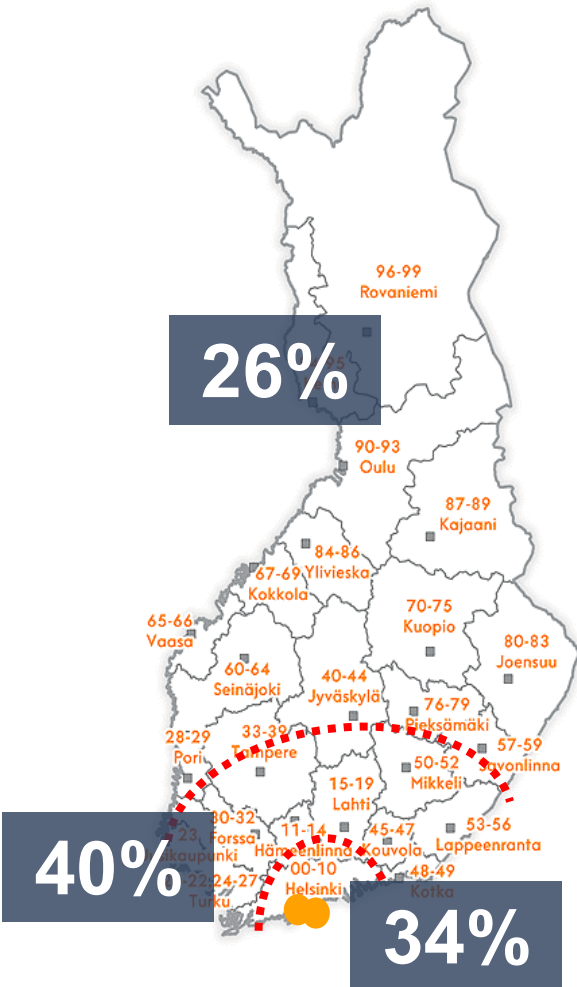 96-99
Rovaniemi
26%
90-93
Oulu
87-89
Kajaani
84-86
Ylivieska
67-69
Kokkola
70-75
Kuopio
65-66
Vaasa
80-83
Joensuu
60-64
Seinäjoki
40-44
Jyväskylä
76-79
Pieksämäki
33-39
Tampere
28-29
Pori
57-59
Savonlinna
50-52
Mikkeli
15-19
Lahti
30-32
Forssa
11-14
Hämeenlinna
45-47
Kouvola
53-56
Lappeenranta
23
40%
00-10
Helsinki
48-49
Kotka
24-27
Turku
34%